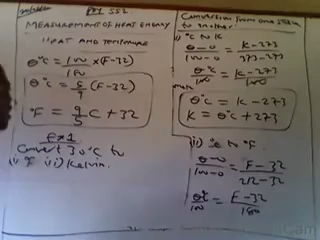 MEASUREMENT OF HEAT ENERGY
HEAT AND TEMPERATURE
θ°C = 100/180 × (F-32)
θ°C = 5/9 (F-32)
°F = 9/5 C + 32
Ex 1
Convert 30°C to
(i) °F ii) Kelvin.
Conversion from one scale
to another
i) °C to K
θ-0/100-0 = K-273/373-273
θ°C/100 = K-273/100
θ°C = K-273
K = θ°C + 273
ii) °C to °F
θ-0/100-0 = F-32/212-32
θ°C/100 = F-32/180